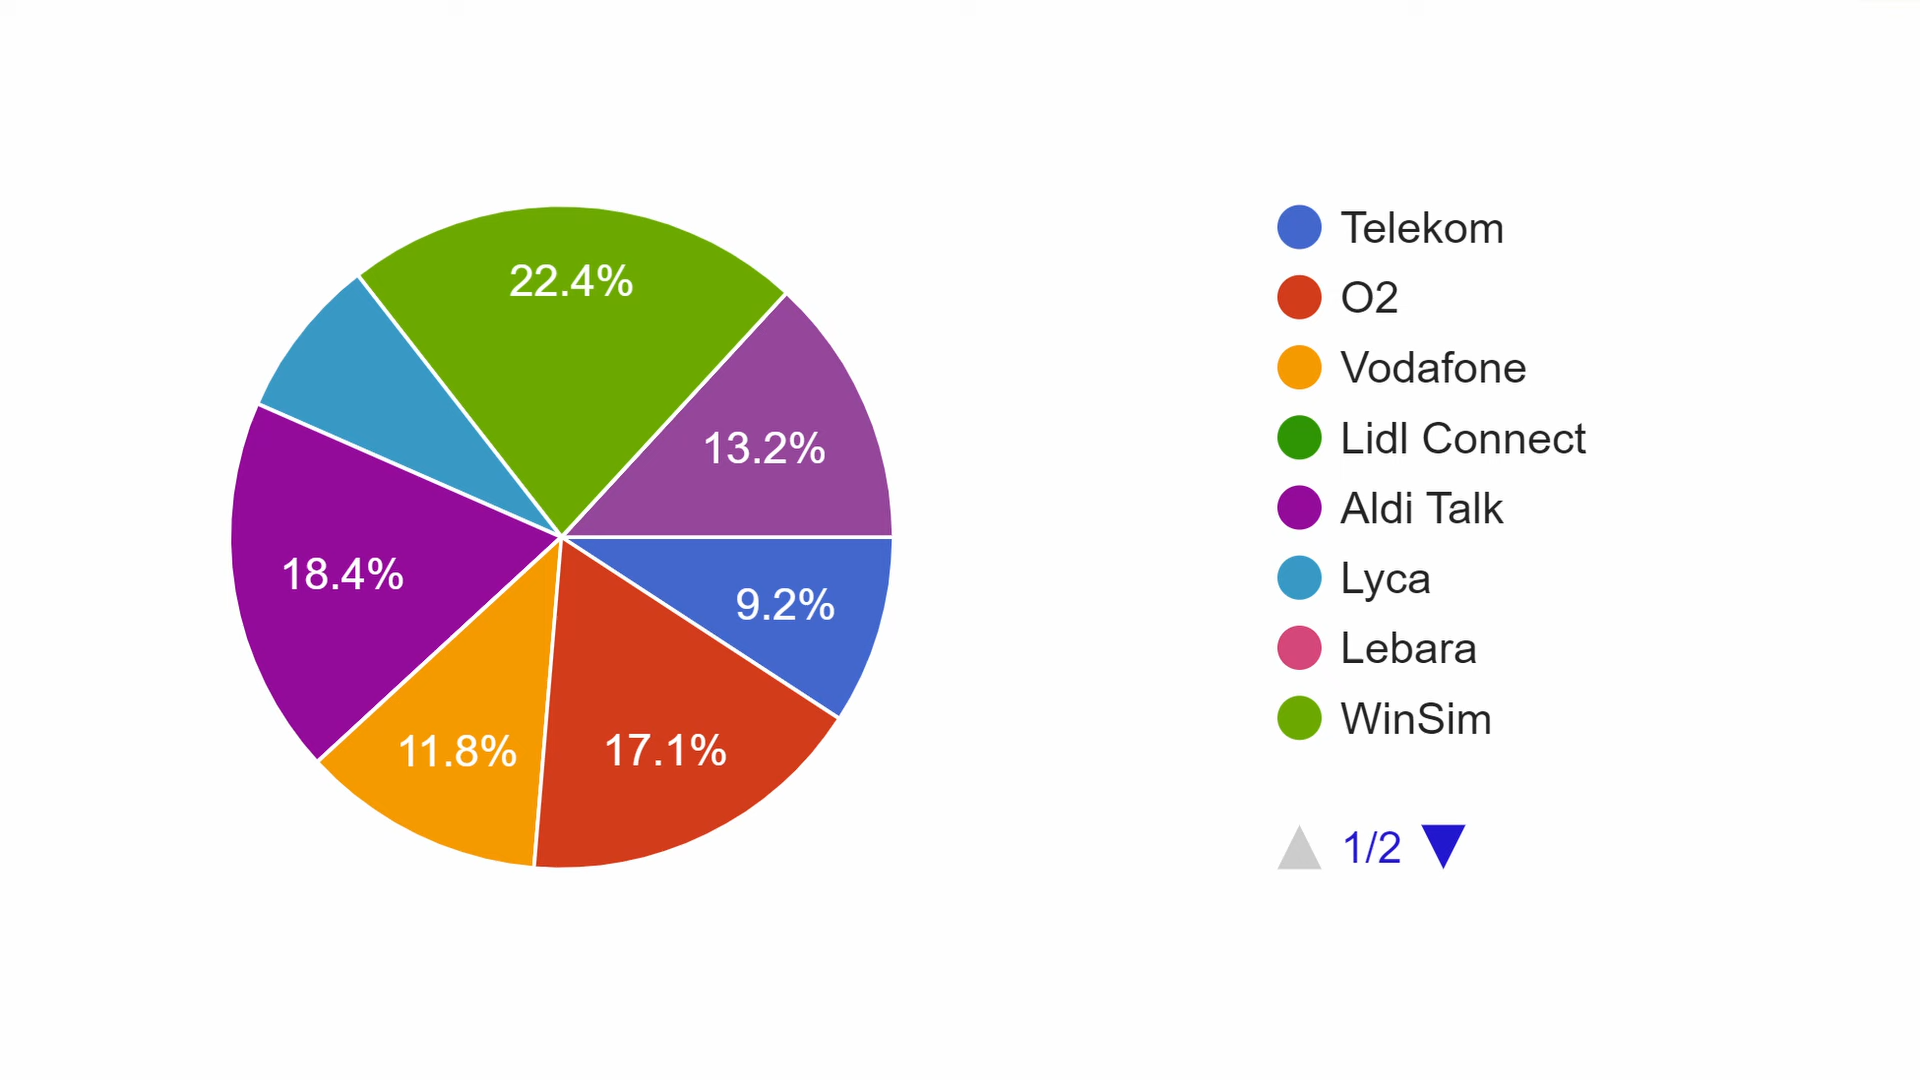 22.4%
13.2%
9.2%
17.1%
11.8%
18.4%
Telekom
O2
Vodafone
Lidl Connect
Aldi Talk
Lyca
Lebara
WinSim
1/2